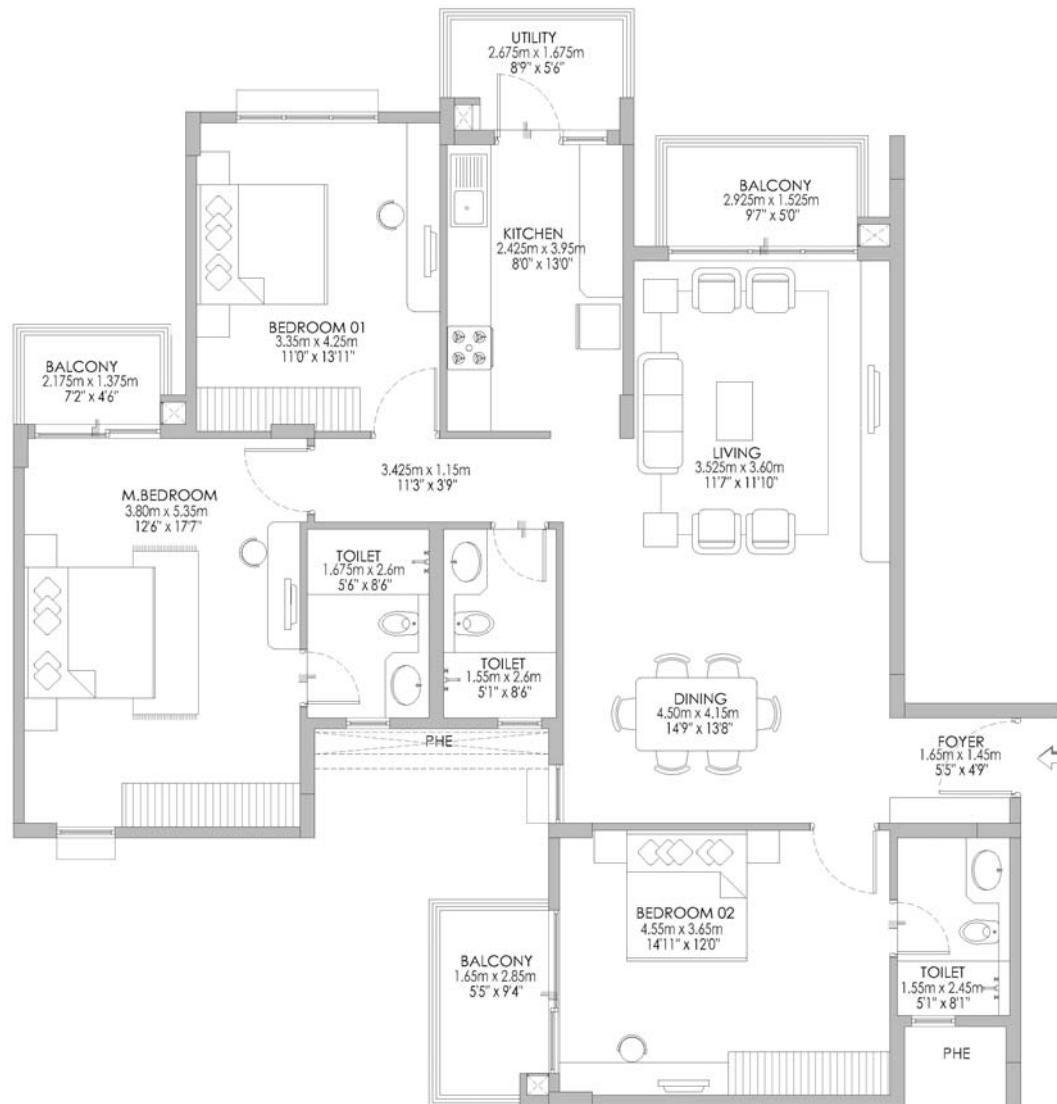 UTILITY
2.675m x 1.675m
8'9" x 5'6"
BALCONY
2.925m x 1.525m
9'7" x 5'0"
KITCHEN
2.425m x 3.95m
8'0" x 13'0"
BEDROOM 01
3.35m x 4.25m
11'0" x 13'11"
BALCONY
2.175m x 1.375m
7'2" x 4'6"
3.425m x 1.15m
11'3" x 3'9"
LIVING
3.525m x 3.60m
11'7" x 11'10"
M.BEDROOM
3.80m x 5.35m
12'6" x 17'7"
TOILET
1.675m x 2.6m
5'6" x 8'6"
TOILET
1.55m x 2.6m
5'1" x 8'6"
DINING
4.50m x 4.15m
14'9" x 13'8"
PHE
FOYER
1.65m x 1.45m
5'5" x 4'9"
BEDROOM 02
4.55m x 3.65m
14'11" x 12'0"
BALCONY
1.65m x 2.85m
5'5" x 9'4"
TOILET
1.55m x 2.45m
5'1" x 8'1"
PHE